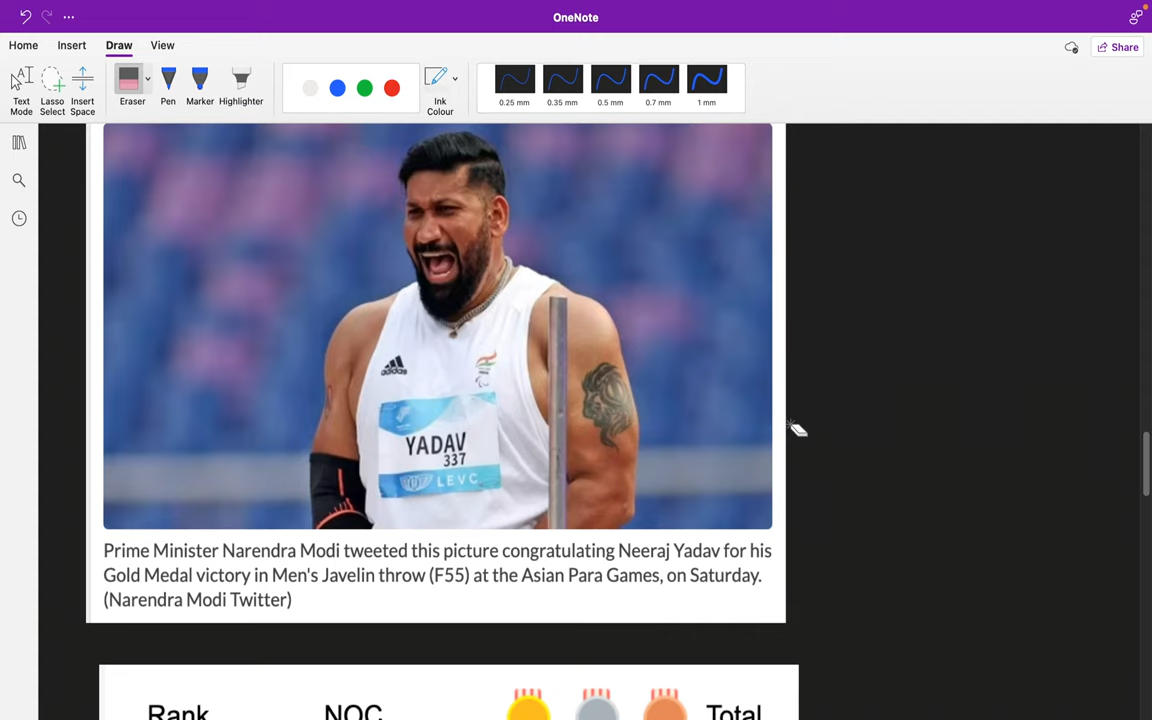 OneNote
Home Insert Draw View
Share
Text Mode
Lasso Select
Insert Space
Eraser
Pen
Marker
Highlighter
Ink Colour
0.25 mm
0.35 mm
0.5 mm
0.7 mm
1 mm
adidas
YADAV
337
LEVC
Prime Minister Narendra Modi tweeted this picture congratulating Neeraj Yadav for his
Gold Medal victory in Men's Javelin throw (F55) at the Asian Para Games, on Saturday.
(Narendra Modi Twitter)
Rank NOC Total